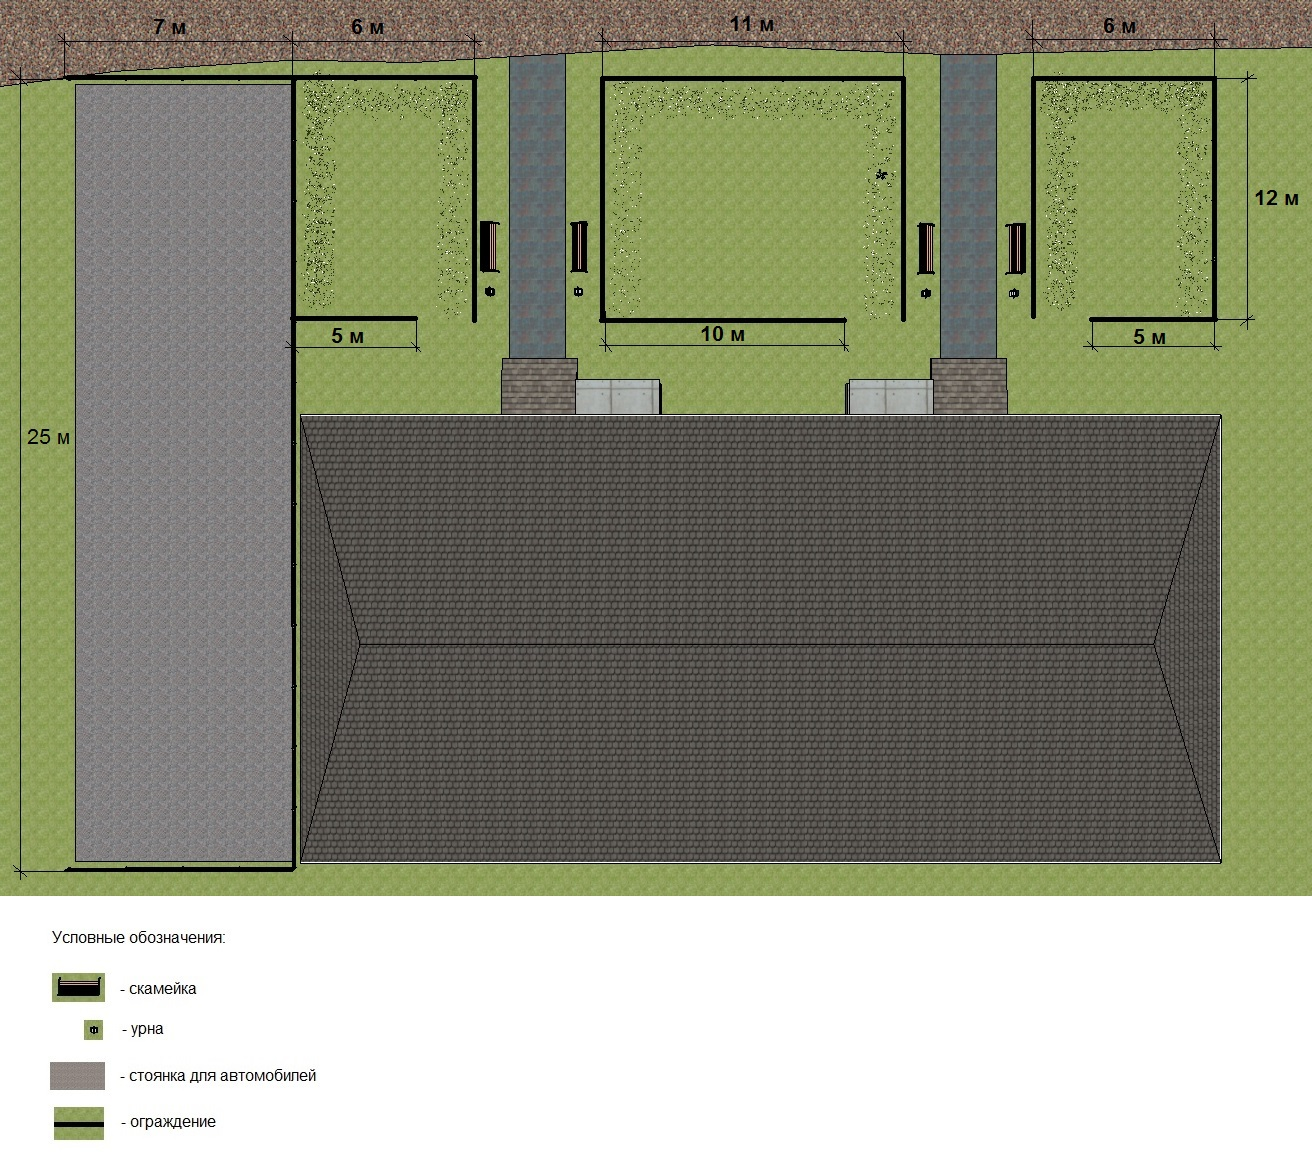 7 м
6 м
11 м
6 м
12 м
5 м
10 м
5 м
25 м
Условные обозначения:
- скамейка
- урна
- стоянка для автомобилей
- ограждение